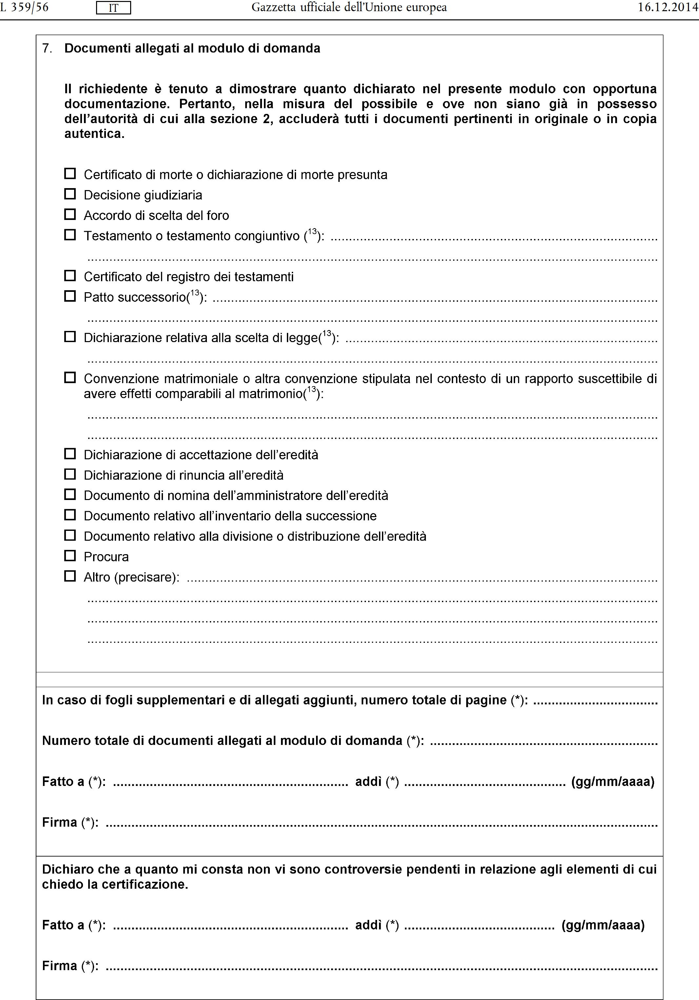 L 359/56 IT Gazzetta ufficiale dell'Unione europea 16.12.2014
7. Documenti allegati al modulo di domanda
Il richiedente è tenuto a dimostrare quanto dichiarato nel presente modulo con opportuna
documentazione. Pertanto, nella misura del possibile e ove non siano già in possesso
dell'autorità di cui alla sezione 2, accluderà tutti i documenti pertinenti in originale o in copia
autentica.
☐ Certificato di morte o dichiarazione di morte presunta
☐ Decisione giudiziaria
☐ Accordo di scelta del foro
☐ Testamento o testamento congiuntivo (13): ..........
..........
☐ Certificato del registro dei testamenti
☐ Patto successorio(13): ..........
..........
☐ Dichiarazione relativa alla scelta di legge(13): ..........
..........
☐ Convenzione matrimoniale o altra convenzione stipulata nel contesto di un rapporto suscettibile di
avere effetti comparabili al matrimonio(13):
..........
..........
☐ Dichiarazione di accettazione dell'eredità
☐ Dichiarazione di rinuncia all'eredità
☐ Documento di nomina dell'amministratore dell'eredità
☐ Documento relativo all'inventario della successione
☐ Documento relativo alla divisione o distribuzione dell'eredità
☐ Procura
☐ Altro (precisare): ..........
..........
..........
..........
In caso di fogli supplementari e di allegati aggiunti, numero totale di pagine (*): ..........
Numero totale di documenti allegati al modulo di domanda (*): ..........
Fatto a (*): .......... addì (*) .......... (gg/mm/aaaa)
Firma (*): ..........
Dichiaro che a quanto mi consta non vi sono controversie pendenti in relazione agli elementi di cui
chiedo la certificazione.
Fatto a (*): .......... addì (*) .......... (gg/mm/aaaa)
Firma (*): ..........